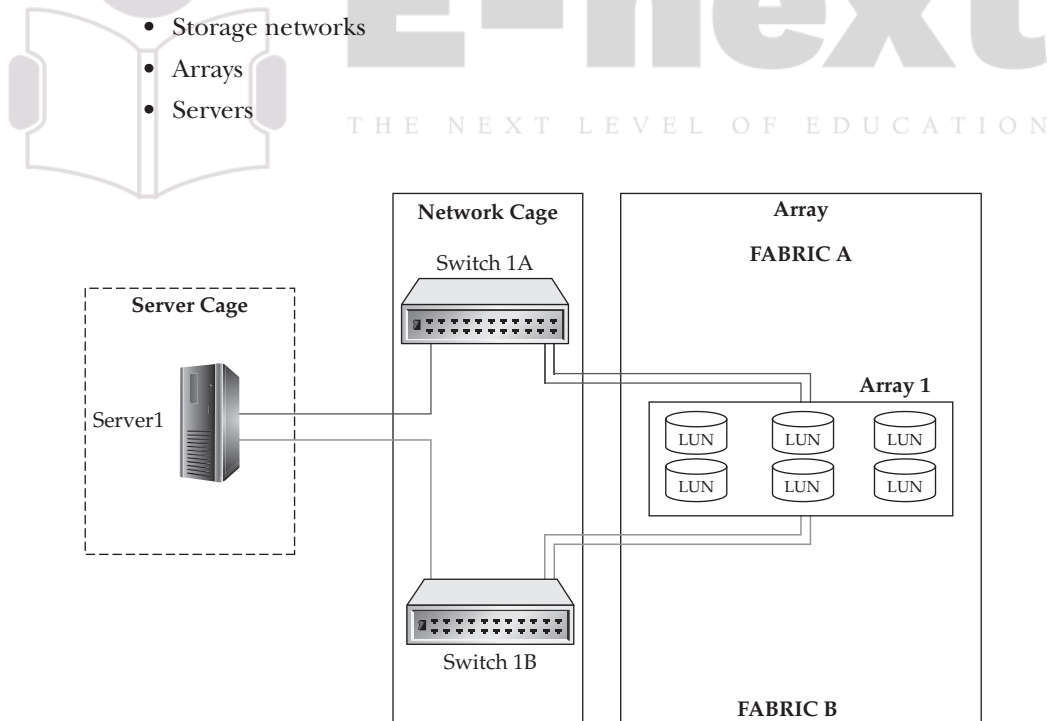 E-next
THE NEXT LEVEL OF EDUCATION
• Storage networks
• Arrays
• Servers
Network Cage
Array
Switch 1A
FABRIC A
Server Cage
Server1
Array 1
LUN LUN LUN
LUN LUN LUN
Switch 1B
FABRIC B